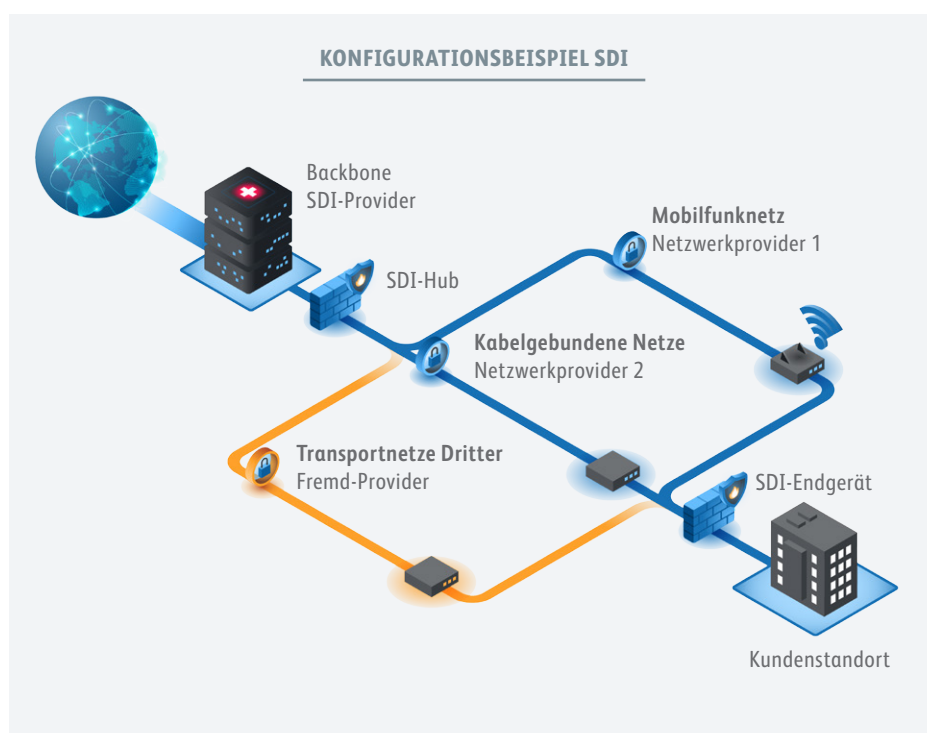 KONFIGURATIONSBEISPIEL SDI
Backbone
SDI-Provider
Mobilfunknetz
Netzwerkprovider 1
SDI-Hub
Kabelgebundene Netze
Netzwerkprovider 2
Transportnetze Dritter
Fremd-Provider
SDI-Endgerät
Kundenstandort